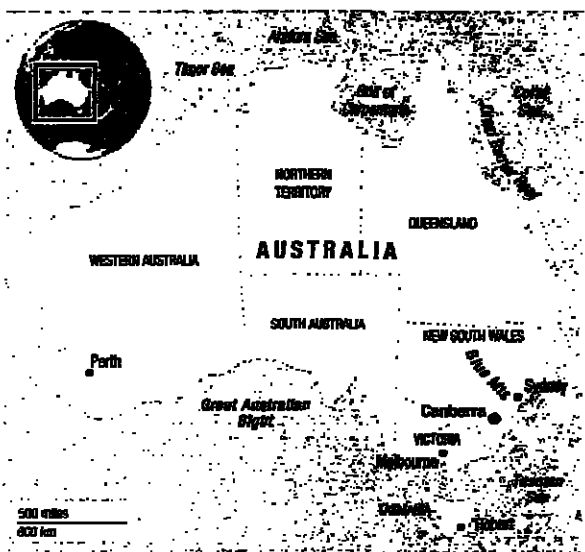 Arafura Sea
Timor Sea
Gulf of
Carpentaria
Coral
Sea
Great Barrier Reef
NORTHERN
TERRITORY
QUEENSLAND
AUSTRALIA
WESTERN AUSTRALIA
SOUTH AUSTRALIA
NEW SOUTH WALES
Perth
Blue Mts
Sydney
Great Australian
Bight
Canberra
VICTORIA
Melbourne
Tasman
Sea
TASMANIA
Hobart
500 miles
800 km